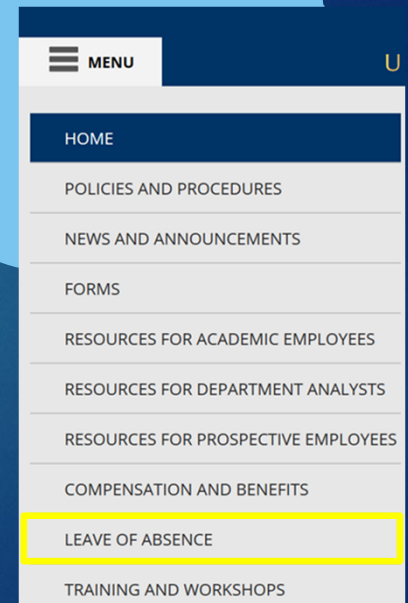 MENU
U
HOME
POLICIES AND PROCEDURES
NEWS AND ANNOUNCEMENTS
FORMS
RESOURCES FOR ACADEMIC EMPLOYEES
RESOURCES FOR DEPARTMENT ANALYSTS
RESOURCES FOR PROSPECTIVE EMPLOYEES
COMPENSATION AND BENEFITS
LEAVE OF ABSENCE
TRAINING AND WORKSHOPS